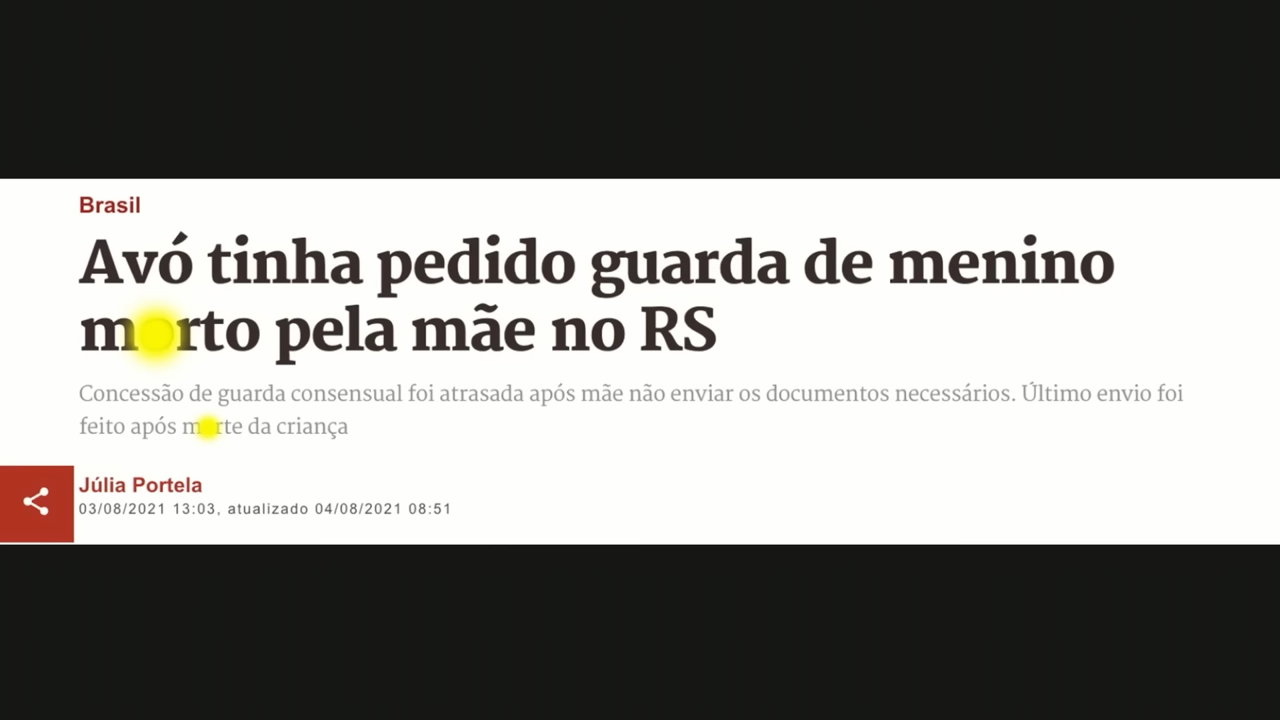 Brasil
Avó tinha pedido guarda de menino
morto pela mãe no RS
Concessão de guarda consensual foi atrasada após mãe não enviar os documentos necessários. Último envio foi
feito após morte da criança
Júlia Portela
03/08/2021 13:03, atualizado 04/08/2021 08:51